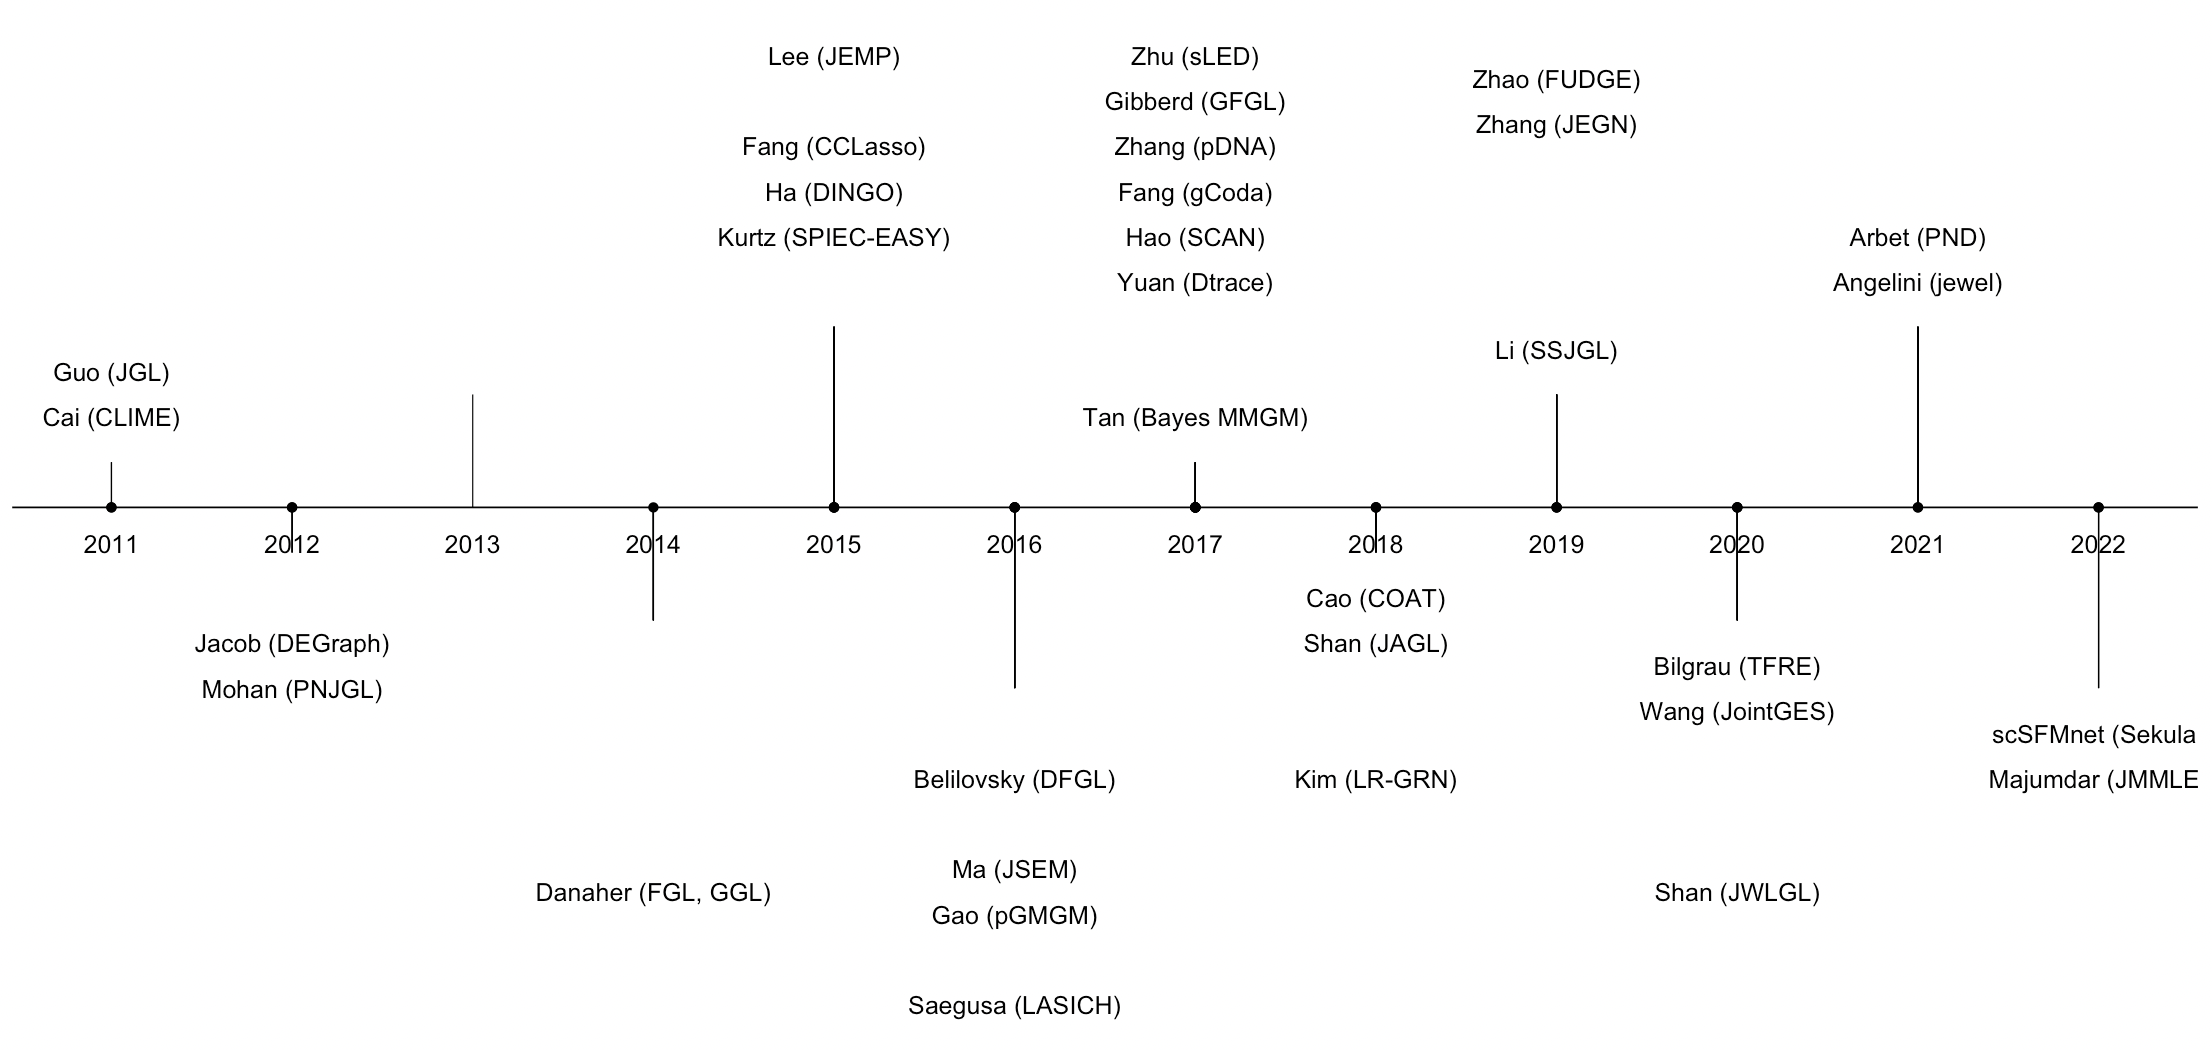 Lee (JEMP)
Fang (CCLasso)
Ha (DINGO)
Kurtz (SPIEC-EASY)
Zhu (sLED)
Gibberd (GFGL)
Zhang (pDNA)
Fang (gCoda)
Hao (SCAN)
Yuan (Dtrace)
Zhao (FUDGE)
Zhang (JEGN)
Arbet (PND)
Angelini (jewel)
Guo (JGL)
Cai (CLIME)
Tan (Bayes MMGM)
Li (SSJGL)
2011 2012 2013 2014 2015 2016 2017 2018 2019 2020 2021 2022
Jacob (DEGraph)
Mohan (PNJGL)
Danaher (FGL, GGL)
Belilovsky (DFGL)
Ma (JSEM)
Gao (pGMGM)
Saegusa (LASICH)
Cao (COAT)
Shan (JAGL)
Kim (LR-GRN)
Bilgrau (TFRE)
Wang (JointGES)
Shan (JWLGL)
scSFMnet (Sekula
Majumdar (JMMLE